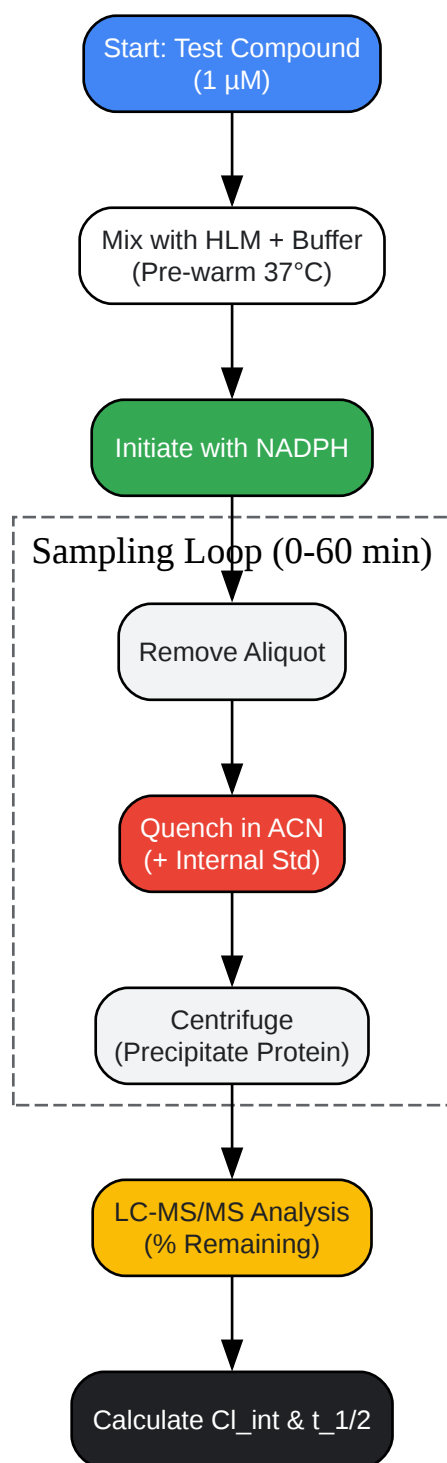 Start: Test Compound
(1 µM)
Mix with HLM + Buffer
(Pre-warm 37°C)
Initiate with NADPH
Sampling Loop (0-60 min)
Remove Aliquot
Quench in ACN
(+ Internal Std)
Centrifuge
(Precipitate Protein)
LC-MS/MS Analysis
(% Remaining)
Calculate Cl_int & t_1/2